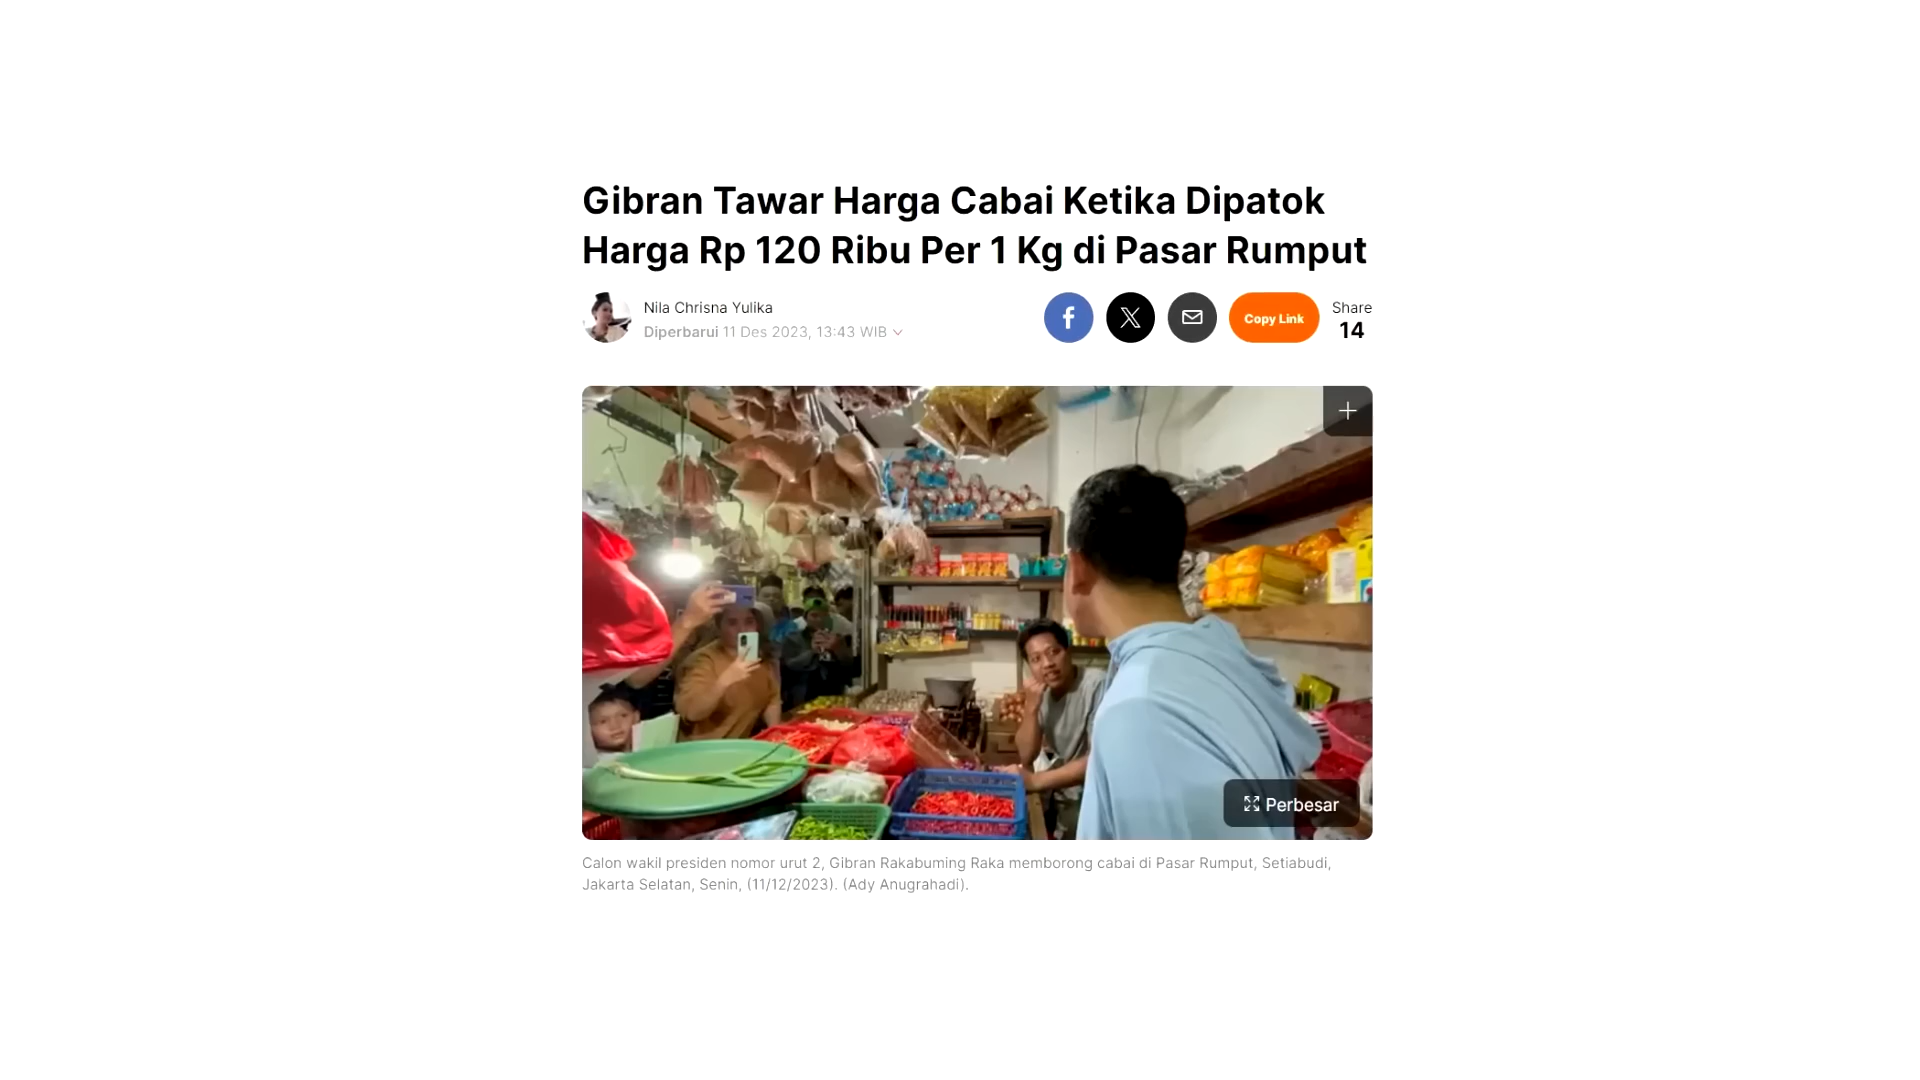 Gibran Tawar Harga Cabai Ketika Dipatok
Harga Rp 120 Ribu Per 1 Kg di Pasar Rumput
Nila Chrisna Yulika
Diperbarui 11 Des 2023, 13:43 WIB
Copy Link
Share
14
Perbesar
Calon wakil presiden nomor urut 2, Gibran Rakabuming Raka memborong cabai di Pasar Rumput, Setiabudi,
Jakarta Selatan, Senin, (11/12/2023). (Ady Anugrahadi).